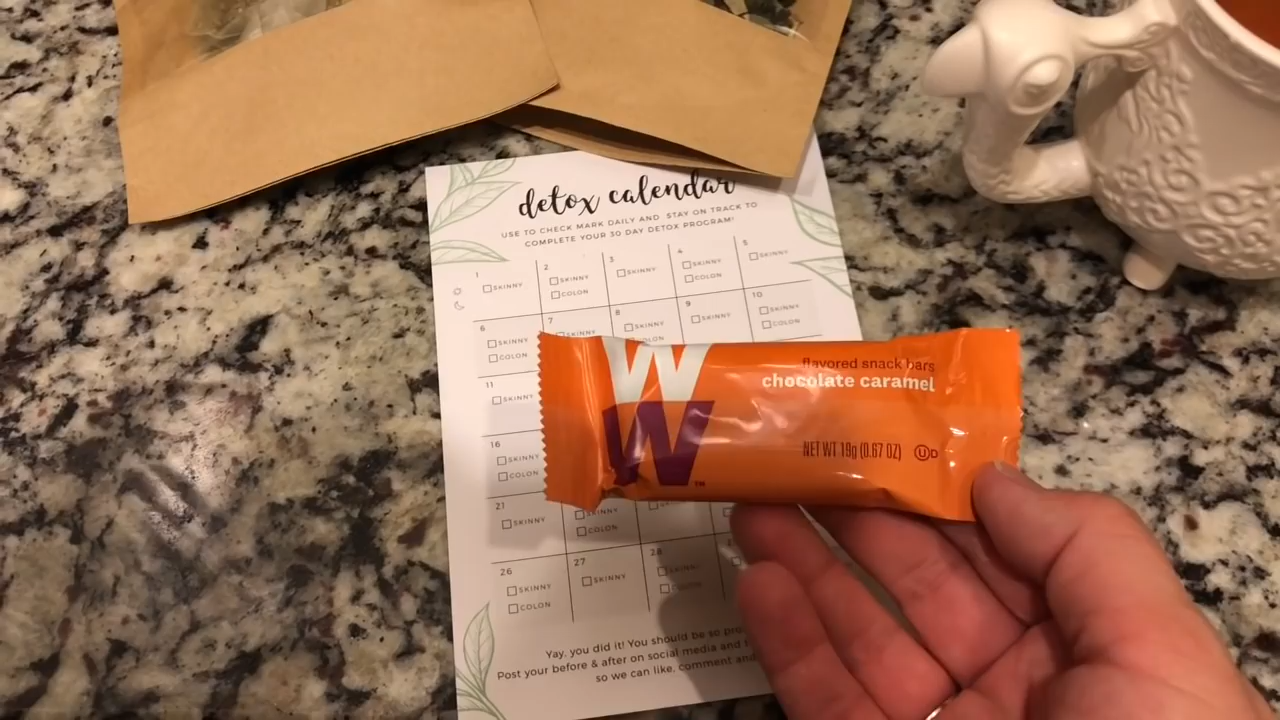 detox calendar
USE TO CHECK MARK DAILY AND STAY ON TRACK TO
COMPLETE YOUR 30 DAY DETOX PROGRAM!
1 2 3 4 5
SKINNY SKINNY SKINNY SKINNY SKINNY
COLON COLON
6 7 8 9 10
SKINNY SKINNY SKINNY SKINNY SKINNY
COLON COLON
11
SKINNY
16
SKINNY
COLON
21
SKINNY SKINNY
COLON
26 27 28
SKINNY SKINNY SKINNY
COLON COLON
Yay, you did it! You should be so
Post your before & after on social media and
so we can like, comment and
W
W™
flavored snack bars
chocolate caramel
NET WT 19g (0.67 OZ) UD